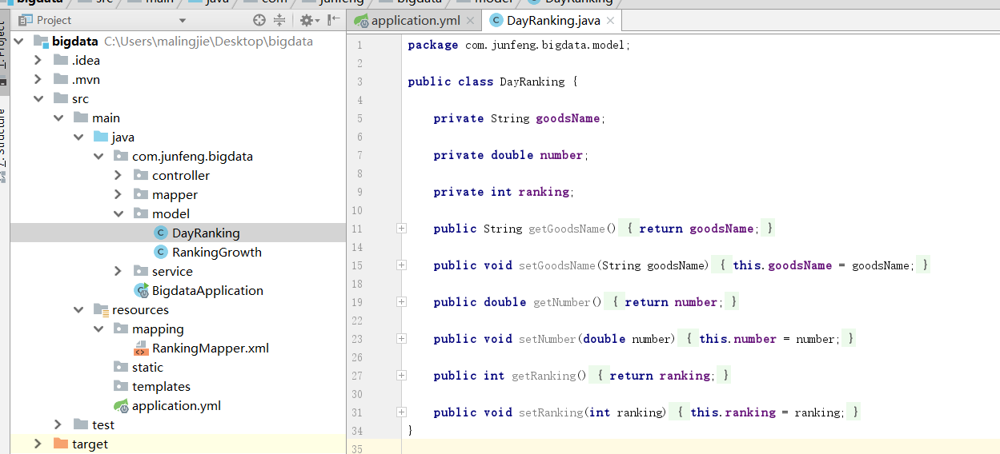 bigdata src main java com junfeng bigdata model DayRanking
Project
application.yml
DayRanking.java
1: Project
7: Structure
bigdata C:\Users\malingjie\Desktop\bigdata
.idea
.mvn
src
main
java
com.junfeng.bigdata
controller
mapper
model
DayRanking
RankingGrowth
service
BigdataApplication
resources
mapping
RankingMapper.xml
static
templates
application.yml
test
target
1 package com.junfeng.bigdata.model;
2
3 public class DayRanking {
4
5 private String goodsName;
6
7 private double number;
8
9 private int ranking;
10
11 public String getGoodsName() { return goodsName; }
14
15 public void setGoodsName(String goodsName) { this.goodsName = goodsName; }
18
19 public double getNumber() { return number; }
22
23 public void setNumber(double number) { this.number = number; }
26
27 public int getRanking() { return ranking; }
30
31 public void setRanking(int ranking) { this.ranking = ranking; }
34 }
35